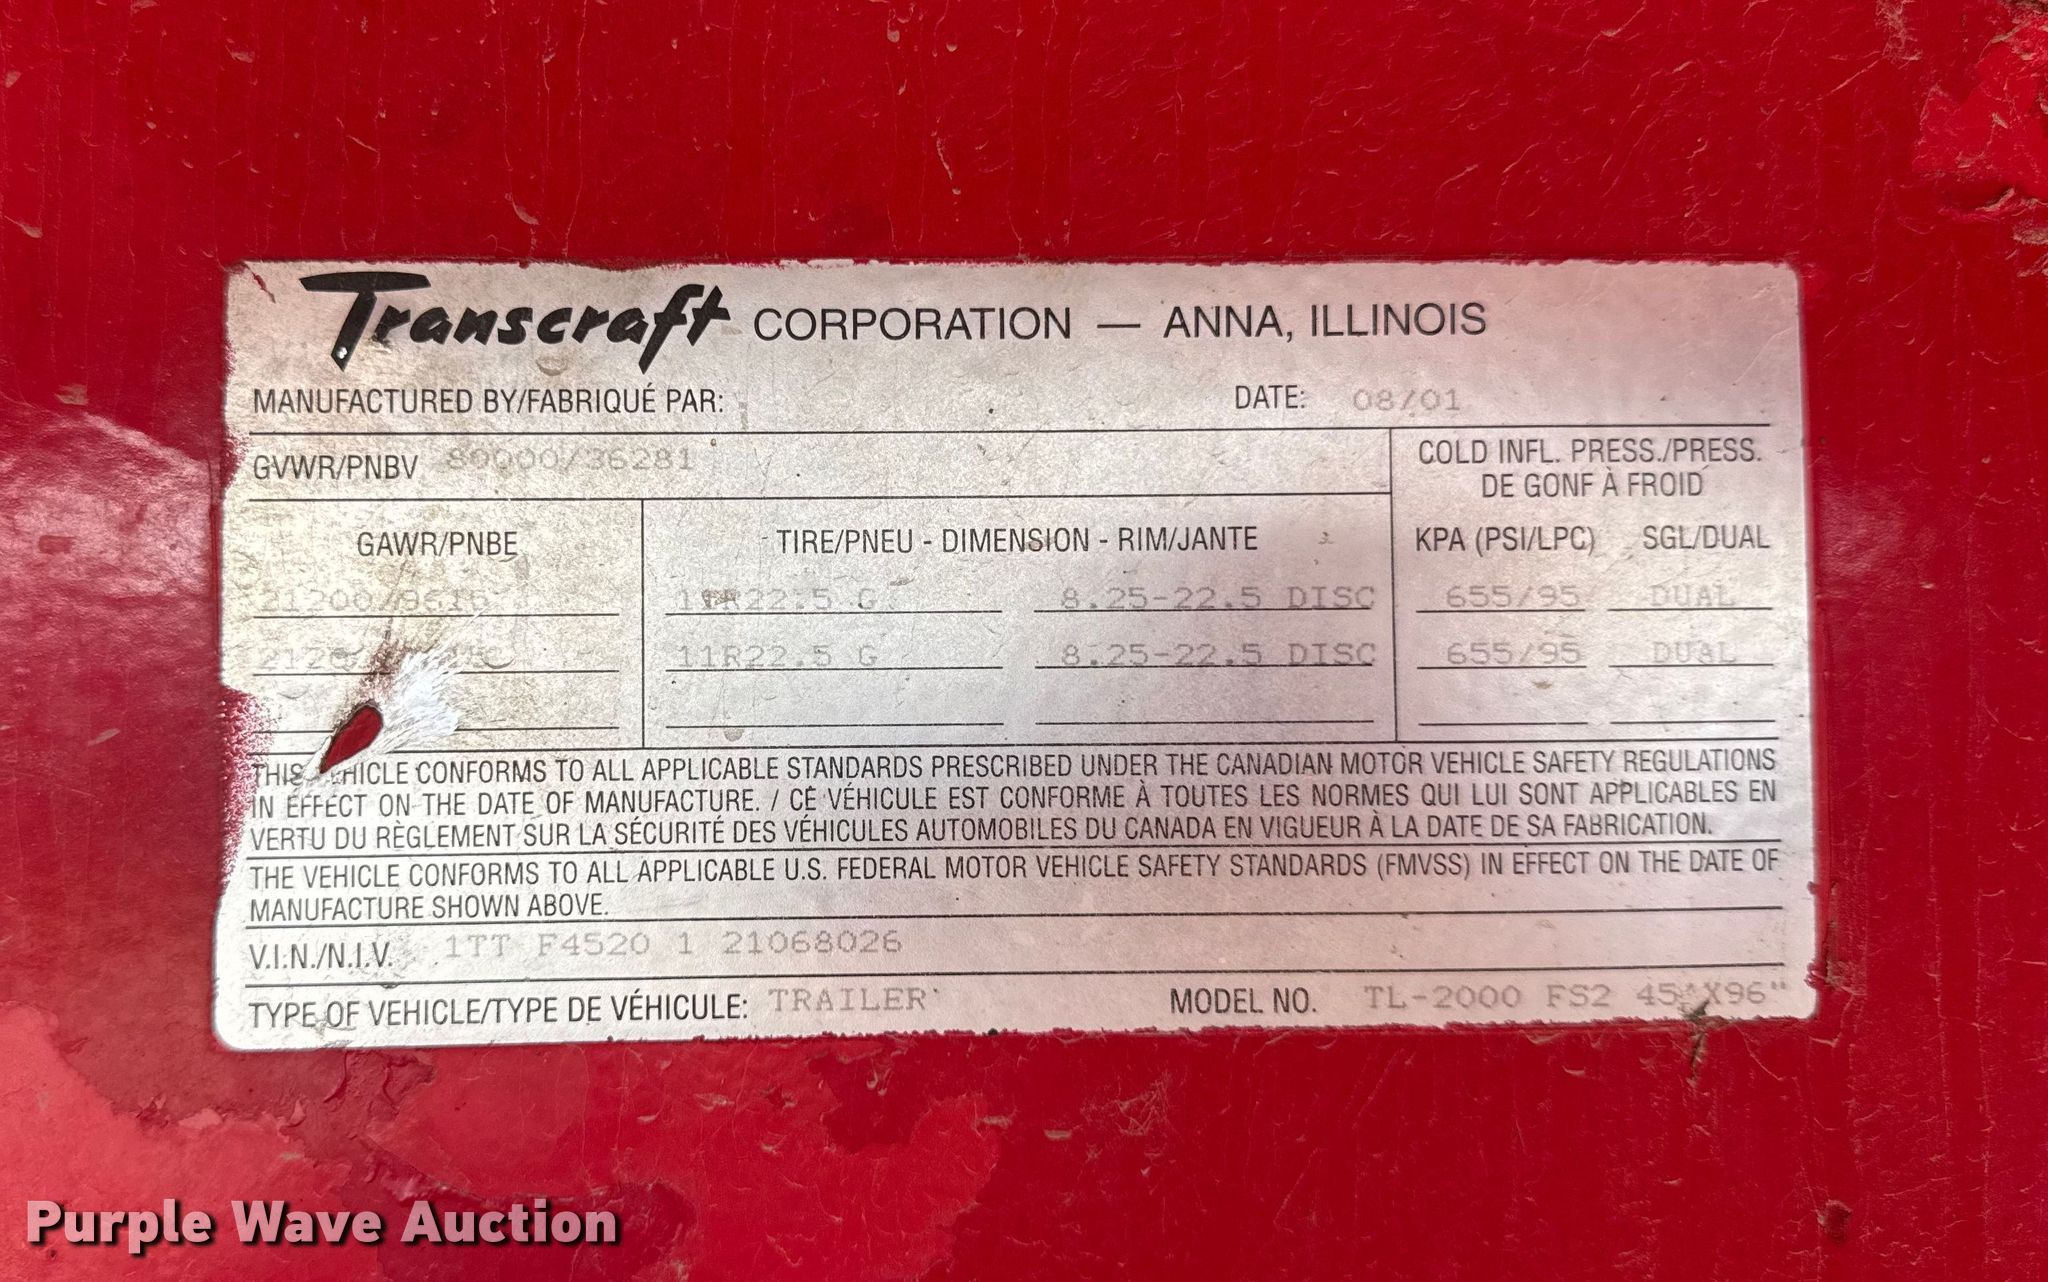 Transcraft CORPORATION — ANNA, ILLINOIS
MANUFACTURED BY/FABRIQUÉ PAR: DATE: 08/01
GVWR/PNBV 80000/36281
COLD INFL. PRESS./PRESS.
DE GONF À FROID
GAWR/PNBE TIRE/PNEU - DIMENSION - RIM/JANTE KPA (PSI/LPC) SGL/DUAL
21200/9616 11R22.5 G 8.25-22.5 DISC 655/95 DUAL
11R22.5 G 8.25-22.5 DISC 655/95 DUAL
THIS VEHICLE CONFORMS TO ALL APPLICABLE STANDARDS PRESCRIBED UNDER THE CANADIAN MOTOR VEHICLE SAFETY REGULATIONS
IN EFFECT ON THE DATE OF MANUFACTURE. / CE VÉHICULE EST CONFORME À TOUTES LES NORMES QUI LUI SONT APPLICABLES EN
VERTU DU RÈGLEMENT SUR LA SÉCURITÉ DES VÉHICULES AUTOMOBILES DU CANADA EN VIGUEUR À LA DATE DE SA FABRICATION.
THE VEHICLE CONFORMS TO ALL APPLICABLE U.S. FEDERAL MOTOR VEHICLE SAFETY STANDARDS (FMVSS) IN EFFECT ON THE DATE OF
MANUFACTURE SHOWN ABOVE.
V.I.N./N.I.V. 1TT F4520 1 21068026
TYPE OF VEHICLE/TYPE DE VÉHICULE: TRAILER MODEL NO. TL-2000 FS2 45'X96"
Purple Wave Auction